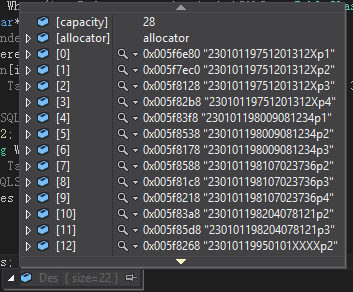 [capacity] 28
[allocator] allocator
[0] 0x005f6e80 "23010119751201312Xp1"
[1] 0x005f7ec0 "23010119751201312Xp2"
[2] 0x005f8128 "23010119751201312Xp3"
[3] 0x005f82b8 "23010119751201312Xp4"
[4] 0x005f83f8 "230101198009081234p1"
[5] 0x005f8538 "230101198009081234p2"
[6] 0x005f8178 "230101198009081234p3"
[7] 0x005f8588 "230101198107023736p2"
[8] 0x005f81c8 "230101198107023736p3"
[9] 0x005f8218 "230101198107023736p4"
[10] 0x005f83a8 "230101198204078121p2"
[11] 0x005f85d8 "230101198204078121p3"
[12] 0x005f8268 "23010119950101XXXXp2"
Des { size=22 }